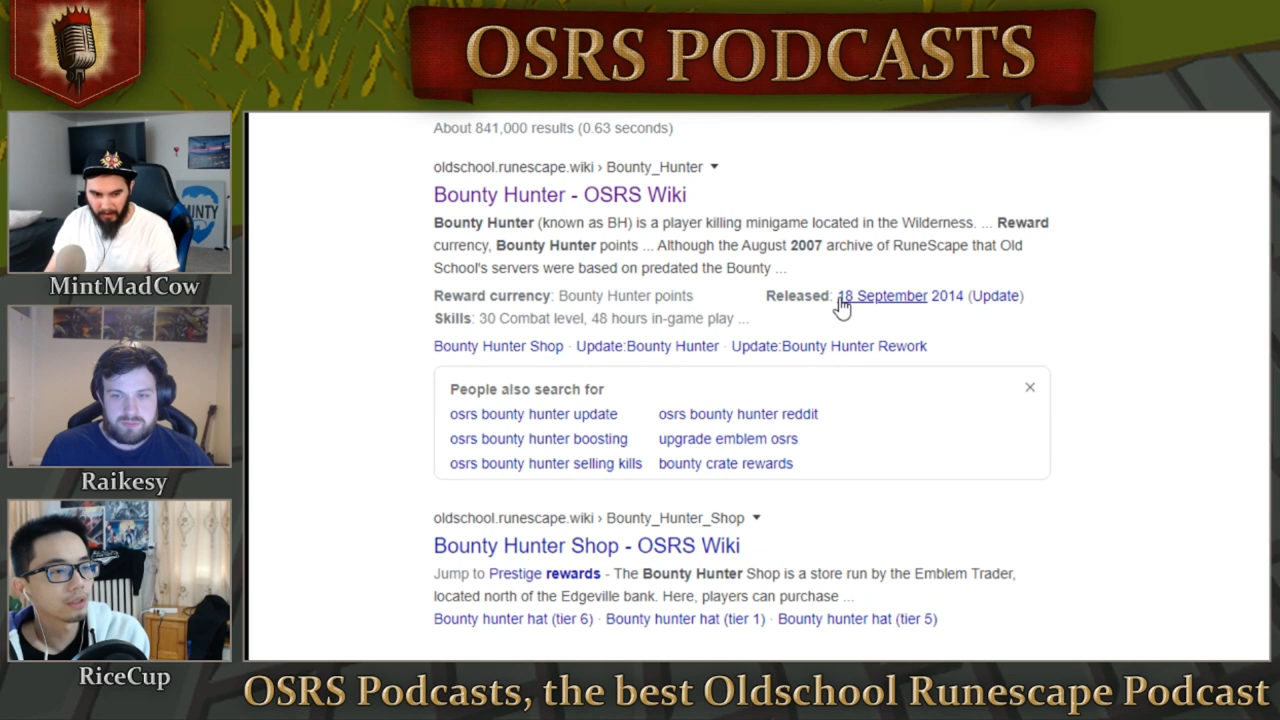 OSRS PODCASTS
About 841,000 results (0.63 seconds)
oldschool.runescape.wiki › Bounty_Hunter
Bounty Hunter - OSRS Wiki
Bounty Hunter (known as BH) is a player killing minigame located in the Wilderness. ... Reward
currency, Bounty Hunter points ... Although the August 2007 archive of RuneScape that Old
School's servers were based on predated the Bounty ...
Reward currency: Bounty Hunter points
Released: 18 September 2014 (Update)
Skills: 30 Combat level, 48 hours in-game play ...
Bounty Hunter Shop · Update:Bounty Hunter · Update:Bounty Hunter Rework
People also search for
osrs bounty hunter update
osrs bounty hunter reddit
osrs bounty hunter boosting
upgrade emblem osrs
osrs bounty hunter selling kills
bounty crate rewards
oldschool.runescape.wiki › Bounty_Hunter_Shop
Bounty Hunter Shop - OSRS Wiki
Jump to Prestige rewards - The Bounty Hunter Shop is a store run by the Emblem Trader,
located north of the Edgeville bank. Here, players can purchase ...
Bounty hunter hat (tier 6) · Bounty hunter hat (tier 1) · Bounty hunter hat (tier 5)
MINTY
MintMadCow
Raikesy
RiceCup
OSRS Podcasts, the best Oldschool Runescape Podcast